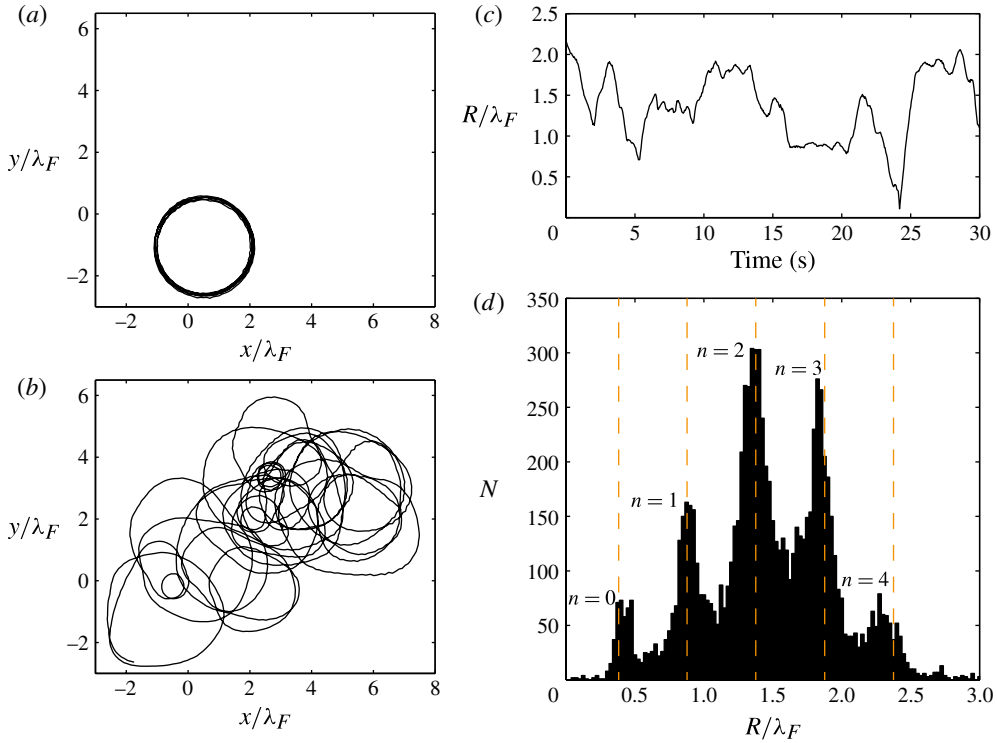 (a)
6
4
y/λF
2
0
−2
−2 0 2 4 6 8
x/λF
(b)
6
4
y/λF
2
0
−2
−2 0 2 4 6 8
x/λF
(c)
2.5
2.0
R/λF
1.5
1.0
0.5
0 5 10 15 20 25 30
Time (s)
(d)
350
300
250
N
200
150
100
50
n = 0
n = 1
n = 2
n = 3
n = 4
0 0.5 1.0 1.5 2.0 2.5 3.0
R/λF